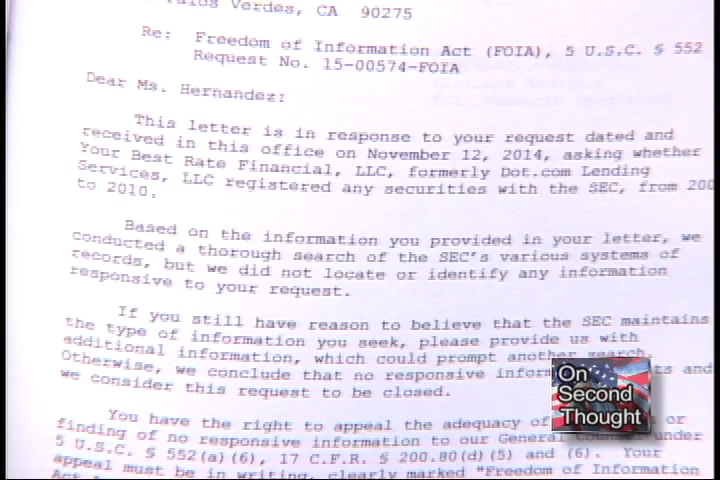 Verdes, CA 90275
Re: Freedom of Information Act (FOIA), 5 U.S.C. § 552
Request No. 15-00574-FOIA
Dear Ms. Hernandez:
This letter is in response to your request dated and
received in this office on November 12, 2014, asking whether
Your Best Rate Financial, LLC, formerly Dot.com Lending
Services, LLC registered any securities with the SEC, from 200
to 2010.
Based on the information you provided in your letter, we
conducted a thorough search of the SEC's various systems of
records, but we did not locate or identify any information
responsive to your request.
If you still have reason to believe that the SEC maintains
the type of information you seek, please provide us with
additional information, which could prompt another search.
Otherwise, we conclude that no responsive inform ts and
we consider this request to be closed.
You have the right to appeal the adequacy of or
finding of no responsive information to our General Counsel under
5 U.S.C. § 552(a)(6), 17 C.F.R. § 200.80(d)(5) and (6). Your
appeal must be in writing, clearly marked "Freedom of Information
Act
On
Second
Thought